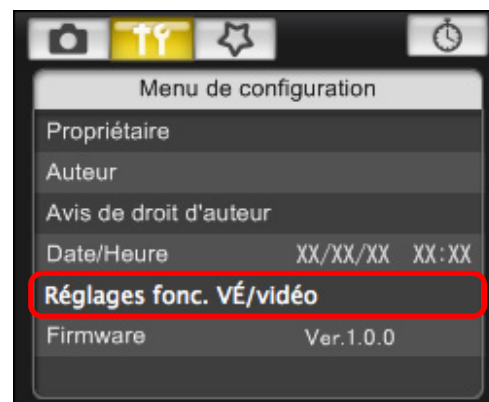 Menu de configuration
Propriétaire
Auteur
Avis de droit d'auteur
Date/Heure XX/XX/XX XX:XX
Réglages fonc. VÉ/vidéo
Firmware Ver.1.0.0